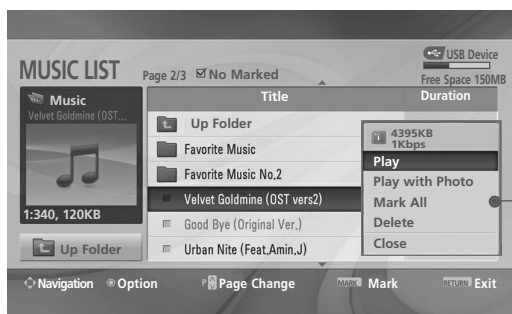 MUSIC LIST
Page 2/3
No Marked
USB Device
Free Space 150MB
Music
Velvet Goldmine (OST...
1:340, 120KB
Up Folder
Title
Duration
Up Folder
Favorite Music
Favorite Music No.2
Velvet Goldmine (OST vers2)
Good Bye (Original Ver.)
Urban Nite (Feat.Amin.J)
4395KB
1Kbps
Play
Play with Photo
Mark All
Delete
Close
Navigation
Option
P Page Change
MARK Mark
RETURN Exit